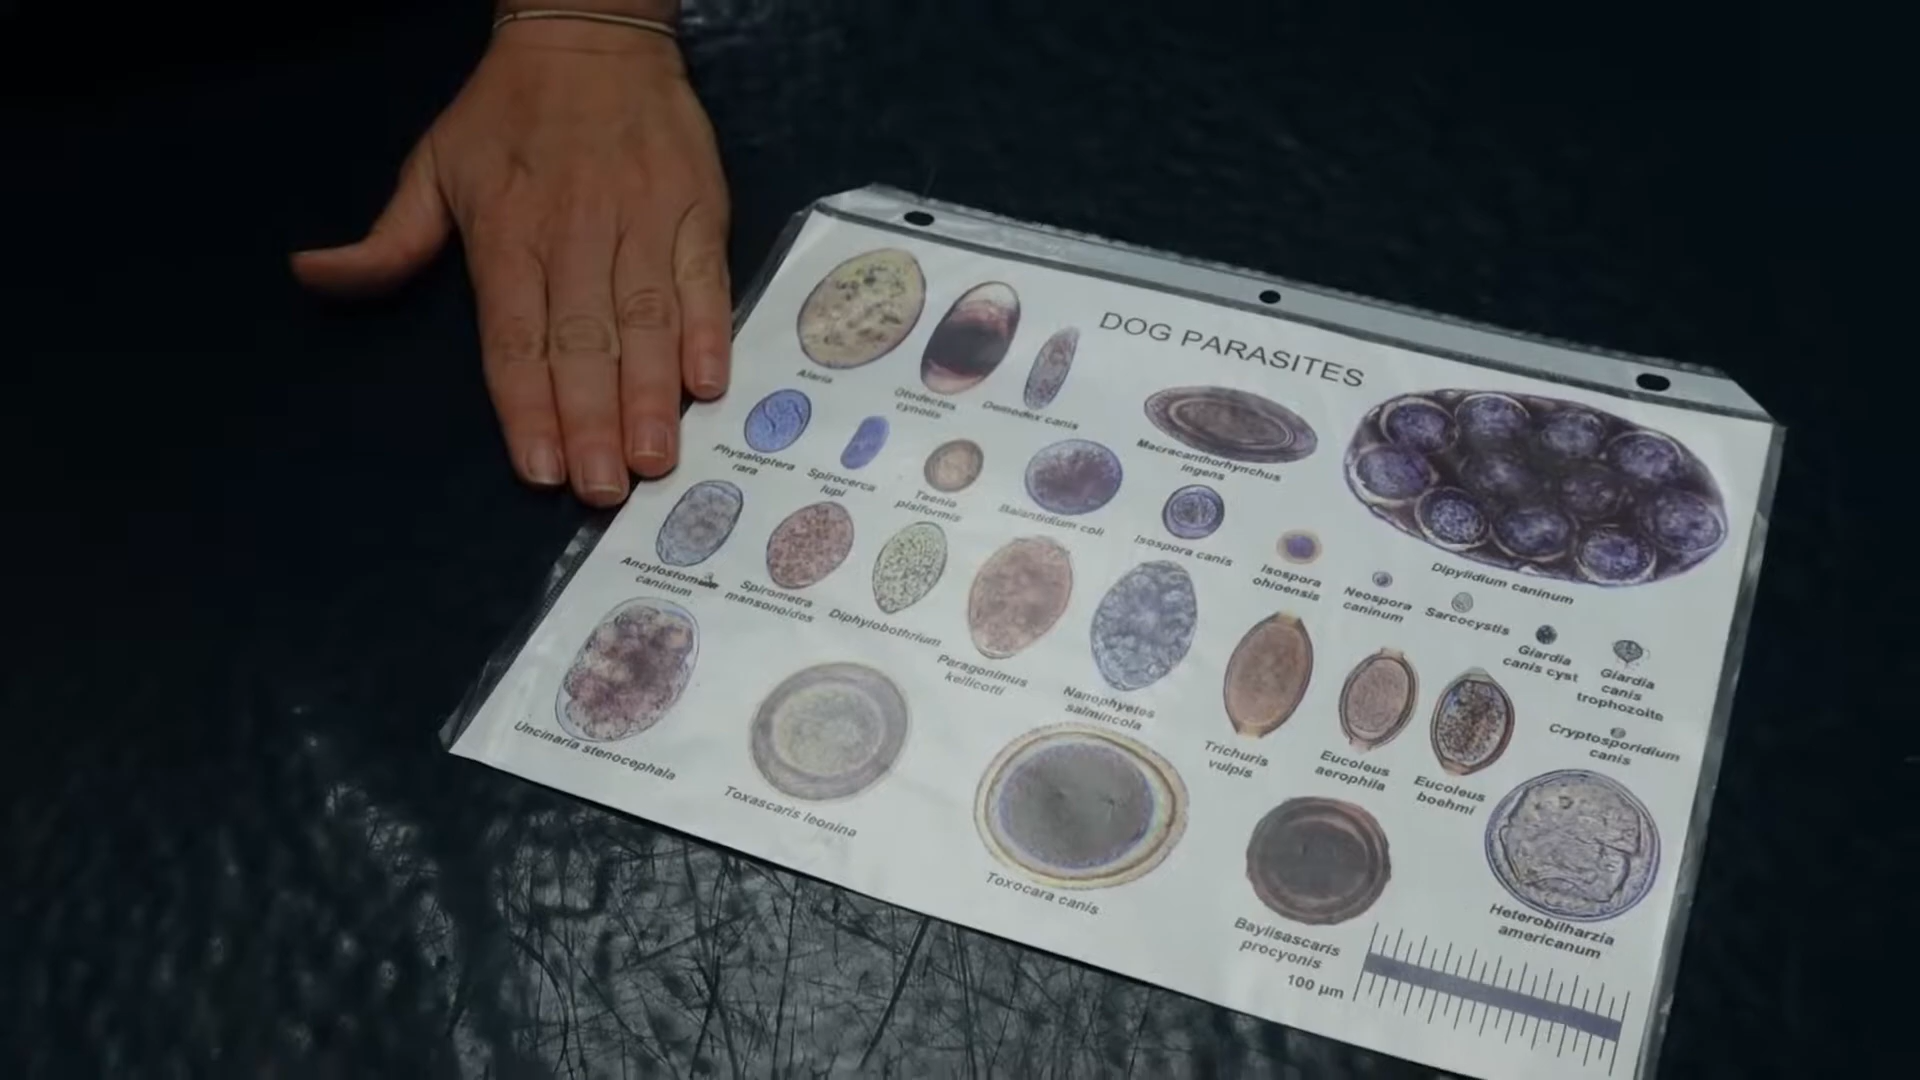 DOG PARASITES
Alaria
Otodectes
cynotis
Demodex canis
Macracanthorhynchus
ingens
Dipylidium caninum
Physaloptera
rara
Spirocerca
lupi
Taenia
pisiformis
Balantidium coli
Isospora canis
Isospora
ohioensis
Neospora
caninum
Sarcocystis
Giardia
canis cyst
Giardia
canis
trophozoite
Ancylostoma
caninum
Spirometra
mansonoides
Diphylobothrium
Paragonimus
kellicotti
Nanophyetes
salmincola
Trichuris
vulpis
Eucoleus
aerophila
Eucoleus
boehmi
Cryptosporidium
canis
Uncinaria stenocephala
Toxascaris leonina
Toxocara canis
Baylisascaris
procyonis
Heterobilharzia
americanum
100 µm